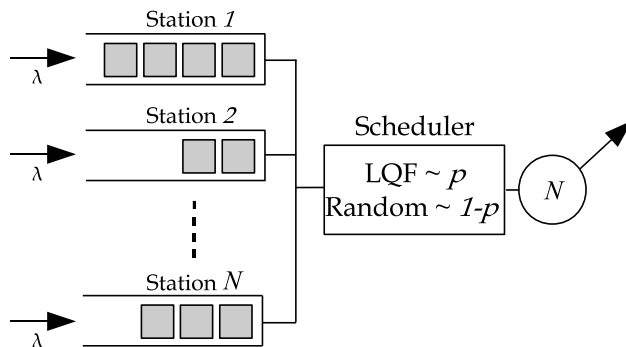 Station 1
λ
Station 2
λ
Scheduler
LQF ~ p
Random ~ 1-p
N
Station N
λ